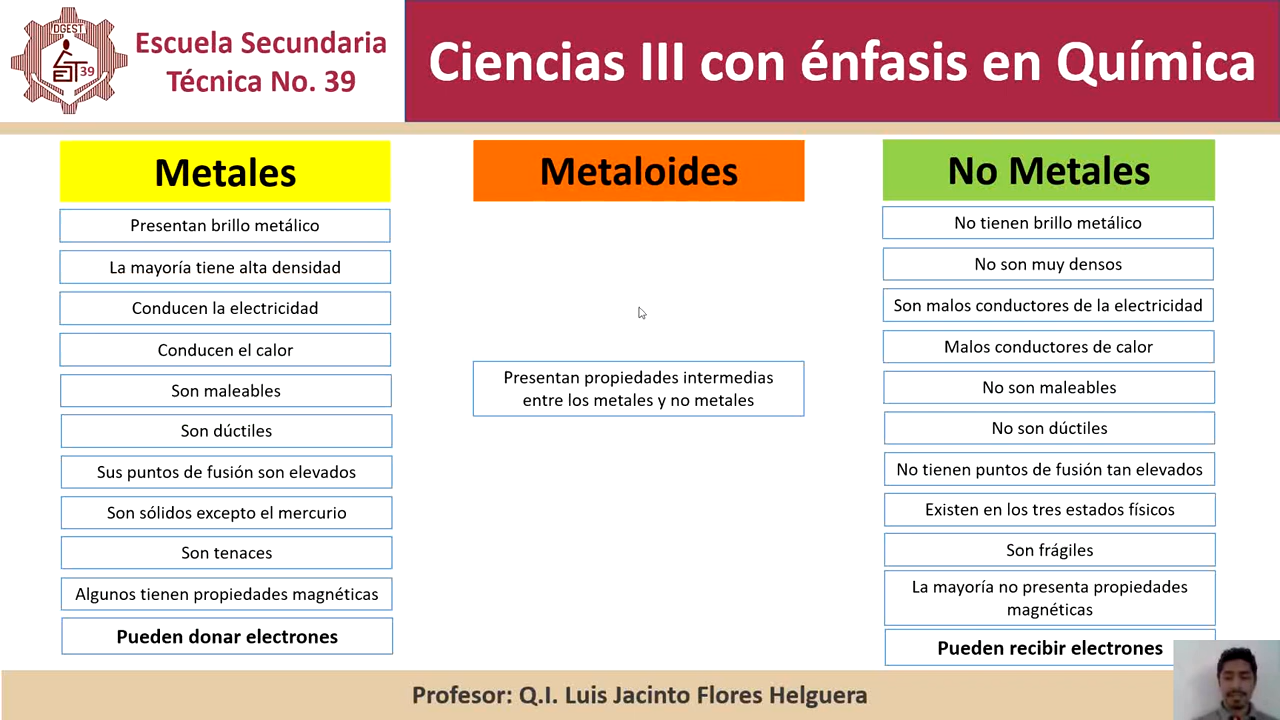 DGEST
39
Escuela Secundaria
Técnica No. 39
Ciencias III con énfasis en Química
Metales
Presentan brillo metálico
La mayoría tiene alta densidad
Conducen la electricidad
Conducen el calor
Son maleables
Son dúctiles
Sus puntos de fusión son elevados
Son sólidos excepto el mercurio
Son tenaces
Algunos tienen propiedades magnéticas
Pueden donar electrones
Metaloides
Presentan propiedades intermedias
entre los metales y no metales
No Metales
No tienen brillo metálico
No son muy densos
Son malos conductores de la electricidad
Malos conductores de calor
No son maleables
No son dúctiles
No tienen puntos de fusión tan elevados
Existen en los tres estados físicos
Son frágiles
La mayoría no presenta propiedades
magnéticas
Pueden recibir electrones
Profesor: Q.I. Luis Jacinto Flores Helguera